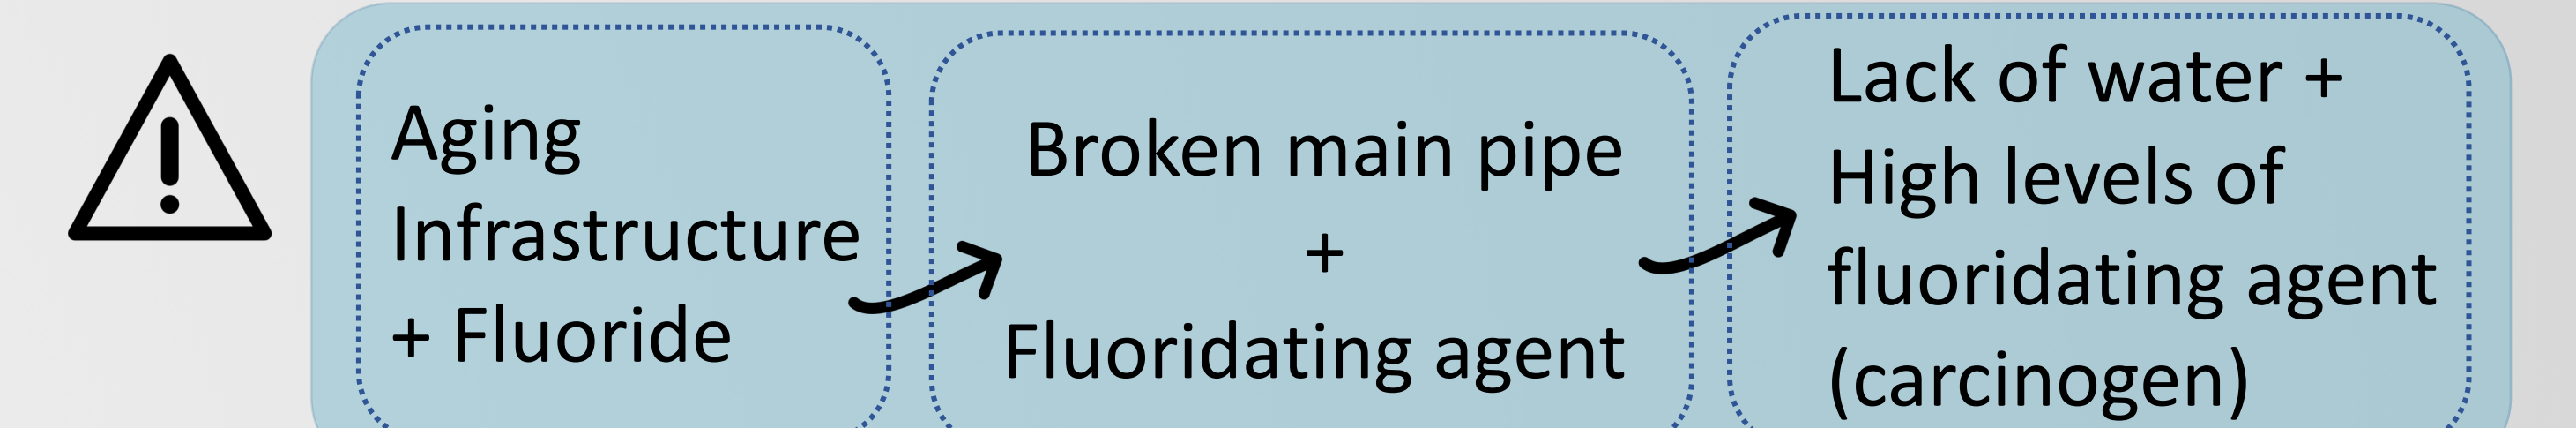 Aging
Infrastructure
+ Fluoride
Broken main pipe
+
Fluoridating agent
Lack of water +
High levels of
fluoridating agent
(carcinogen)